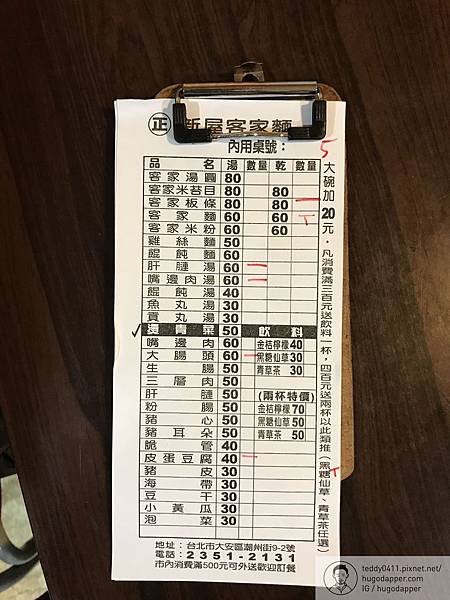 正 新屋客家麵
內用桌號： 5
品名 湯 數量 乾 數量
客家湯圓 80
客家米苔目 80 80
客家板條 80 80 一
客家麵 60 60 T
客家米粉 60 60
雞絲麵 50
餛飩麵 60
肝腱湯 60 一
嘴邊肉湯 60 一
餛飩湯 40
魚丸湯 30
貢丸湯 30
✓ 燙青菜 50 飲料
嘴邊肉 60 金桔檸檬 40
大腸頭 60 一 黑糖仙草 30
生腸 50 青草茶 30
三層肉 50
肝腱 50 (兩杯特價)
粉腸 50 金桔檸檬 70
豬心 50 黑糖仙草 50
豬耳朵 50 青草茶 50
脆管 40
皮蛋豆腐 40 一
豬皮 30
海帶 30
豆干 30
小黃瓜 30
泡菜 30
大碗加20元．凡消費滿三百元送飲料一杯，四百元送兩杯以此類推（黑糖仙草、青草茶任選）
地址：台北市大安區潮州街9-2號
電話：2351-2131
市內消費滿500元可外送歡迎訂餐
teddy0411.pixnet.net/
hugodapper.com
IG / hugodapper